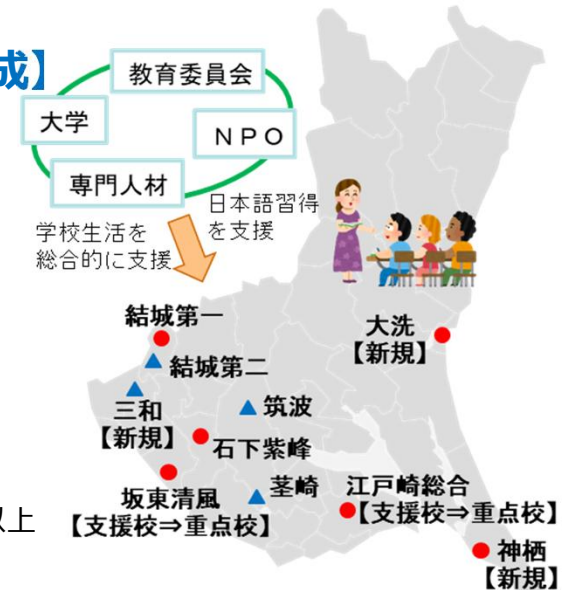 成】
教育委員会
大学
NPO
専門人材
日本語習得
を支援
学校生活を
総合的に支援
結城第一
大洗
【新規】
結城第二
三和
【新規】
筑波
石下紫峰
坂東清風
【支援校⇒重点校】
茎崎
江戸崎総合
【支援校⇒重点校】
以上
神栖
【新規】